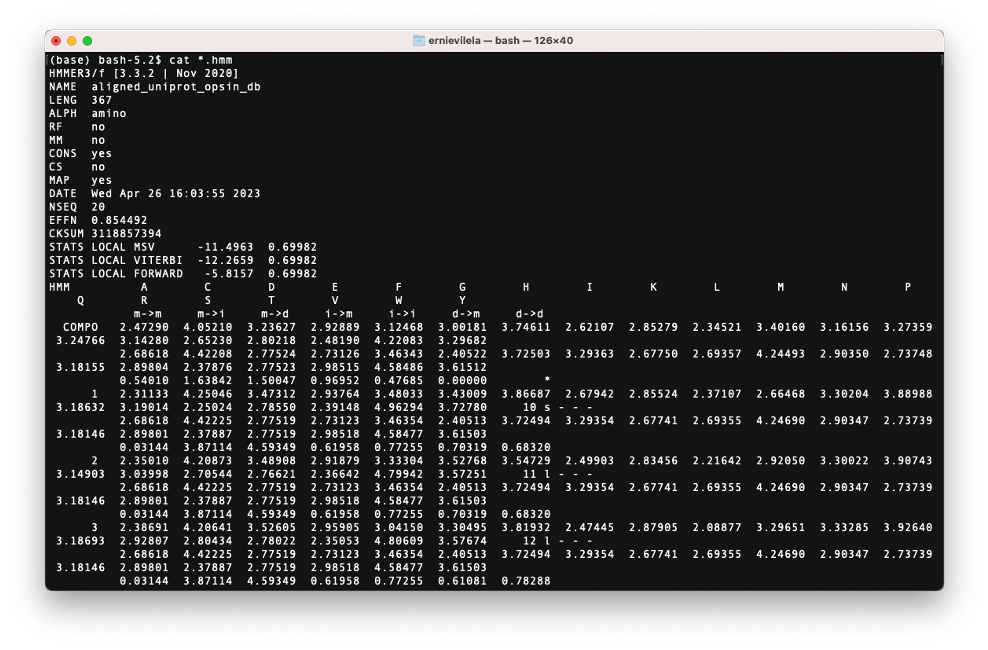 ernievilela — bash — 126×40
(base) bash-5.2$ cat *.hmm
HMMER3/f [3.3.2 | Nov 2020]
NAME  aligned_uniprot_opsin_db
LENG  367
ALPH  amino
RF    no
MM    no
CONS  yes
CS    no
MAP   yes
DATE  Wed Apr 26 16:03:55 2023
NSEQ  20
EFFN  0.854492
CKSUM 3118857394
STATS LOCAL MSV      -11.4963  0.69982
STATS LOCAL VITERBI  -12.2659  0.69982
STATS LOCAL FORWARD   -5.8157  0.69982
HMM          A        C        D        E        F        G        H        I        K        L        M        N        P
    Q        R        S        T        V        W        Y
            m->m     m->i     m->d     i->m     i->i     d->m     d->d
  COMPO   2.47290  4.05210  3.23627  2.92889  3.12468  3.00181  3.74611  2.62107  2.85279  2.34521  3.40160  3.16156  3.27359
 3.24766  3.14280  2.65230  2.80218  2.48190  4.22083  3.29682
          2.68618  4.42208  2.77524  2.73126  3.46343  2.40522  3.72503  3.29363  2.67750  2.69357  4.24493  2.90350  2.73748
 3.18155  2.89804  2.37876  2.77523  2.98515  4.58486  3.61512
          0.54010  1.63842  1.50047  0.96952  0.47685  0.00000        *
      1   2.31133  4.25046  3.47312  2.93764  3.48033  3.43009  3.86687  2.67942  2.85524  2.37107  2.66468  3.30204  3.88988
 3.18632  3.19014  2.25024  2.78550  2.39148  4.96294  3.72780     10 s - - -
          2.68618  4.42225  2.77519  2.73123  3.46354  2.40513  3.72494  3.29354  2.67741  2.69355  4.24690  2.90347  2.73739
 3.18146  2.89801  2.37887  2.77519  2.98518  4.58477  3.61503
          0.03144  3.87114  4.59349  0.61958  0.77255  0.70319  0.68320
      2   2.35010  4.20873  3.48908  2.91879  3.33304  3.52768  3.54729  2.49903  2.83456  2.21642  2.92050  3.30022  3.90743
 3.14903  3.03998  2.70544  2.76621  2.36642  4.79942  3.57251     11 l - - -
          2.68618  4.42225  2.77519  2.73123  3.46354  2.40513  3.72494  3.29354  2.67741  2.69355  4.24690  2.90347  2.73739
 3.18146  2.89801  2.37887  2.77519  2.98518  4.58477  3.61503
          0.03144  3.87114  4.59349  0.61958  0.77255  0.70319  0.68320
      3   2.38691  4.20641  3.52605  2.95905  3.04150  3.30495  3.81932  2.47445  2.87905  2.08877  3.29651  3.33285  3.92640
 3.18693  2.92807  2.80434  2.78022  2.35053  4.80609  3.57674     12 l - - -
          2.68618  4.42225  2.77519  2.73123  3.46354  2.40513  3.72494  3.29354  2.67741  2.69355  4.24690  2.90347  2.73739
 3.18146  2.89801  2.37887  2.77519  2.98518  4.58477  3.61503
          0.03144  3.87114  4.59349  0.61958  0.77255  0.61081  0.78288